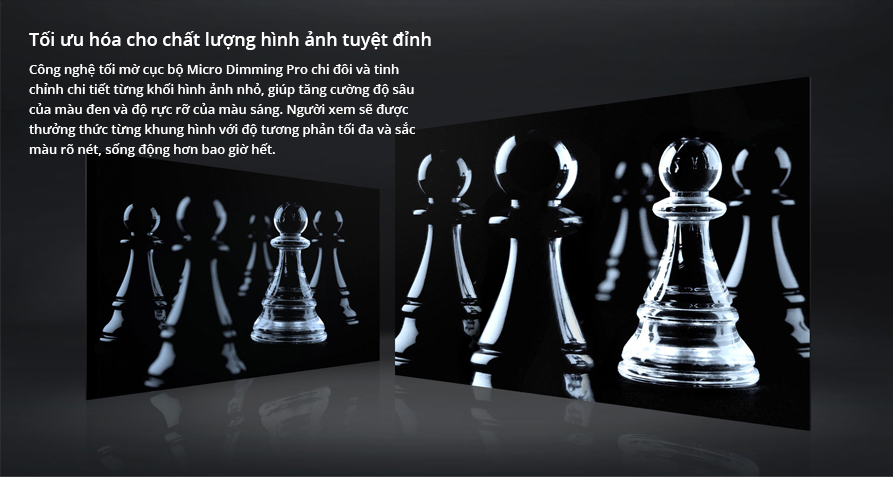 Tối ưu hóa cho chất lượng hình ảnh tuyệt đỉnh
Công nghệ tối mờ cục bộ Micro Dimming Pro chi đôi và tinh
chỉnh chi tiết từng khối hình ảnh nhỏ, giúp tăng cường độ sâu
của màu đen và độ rực rỡ của màu sáng. Người xem sẽ được
thưởng thức từng khung hình với độ tương phản tối đa và sắc
màu rõ nét, sống động hơn bao giờ hết.